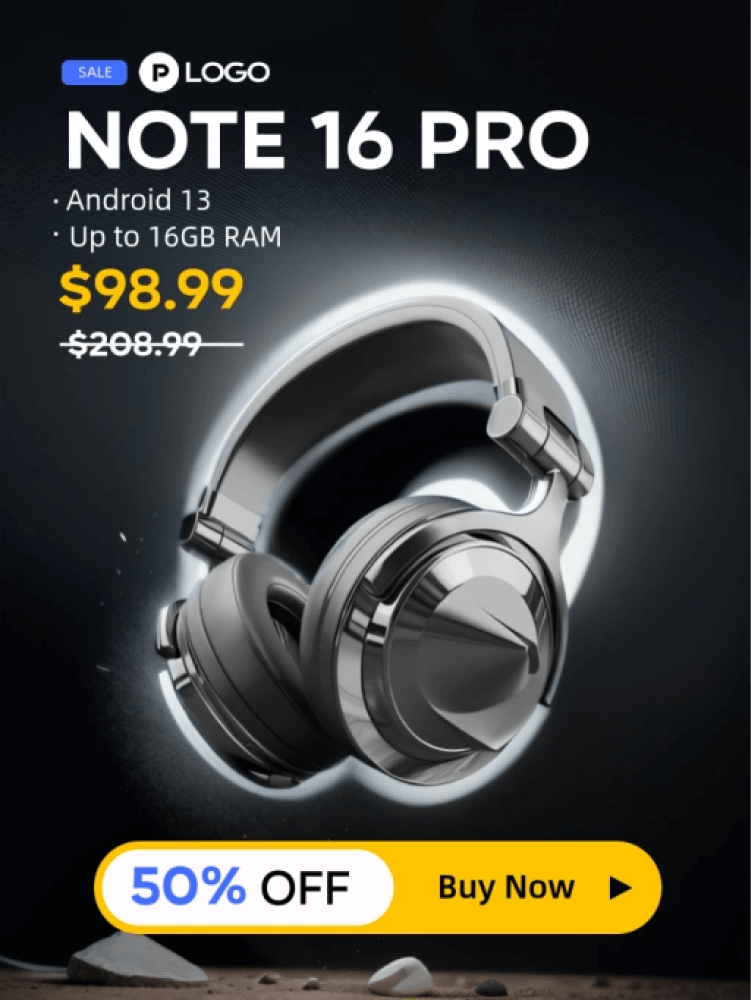 SALE P LOGO
NOTE 16 PRO
· Android 13
· Up to 16GB RAM
$98.99
$208.99
50% OFF Buy Now